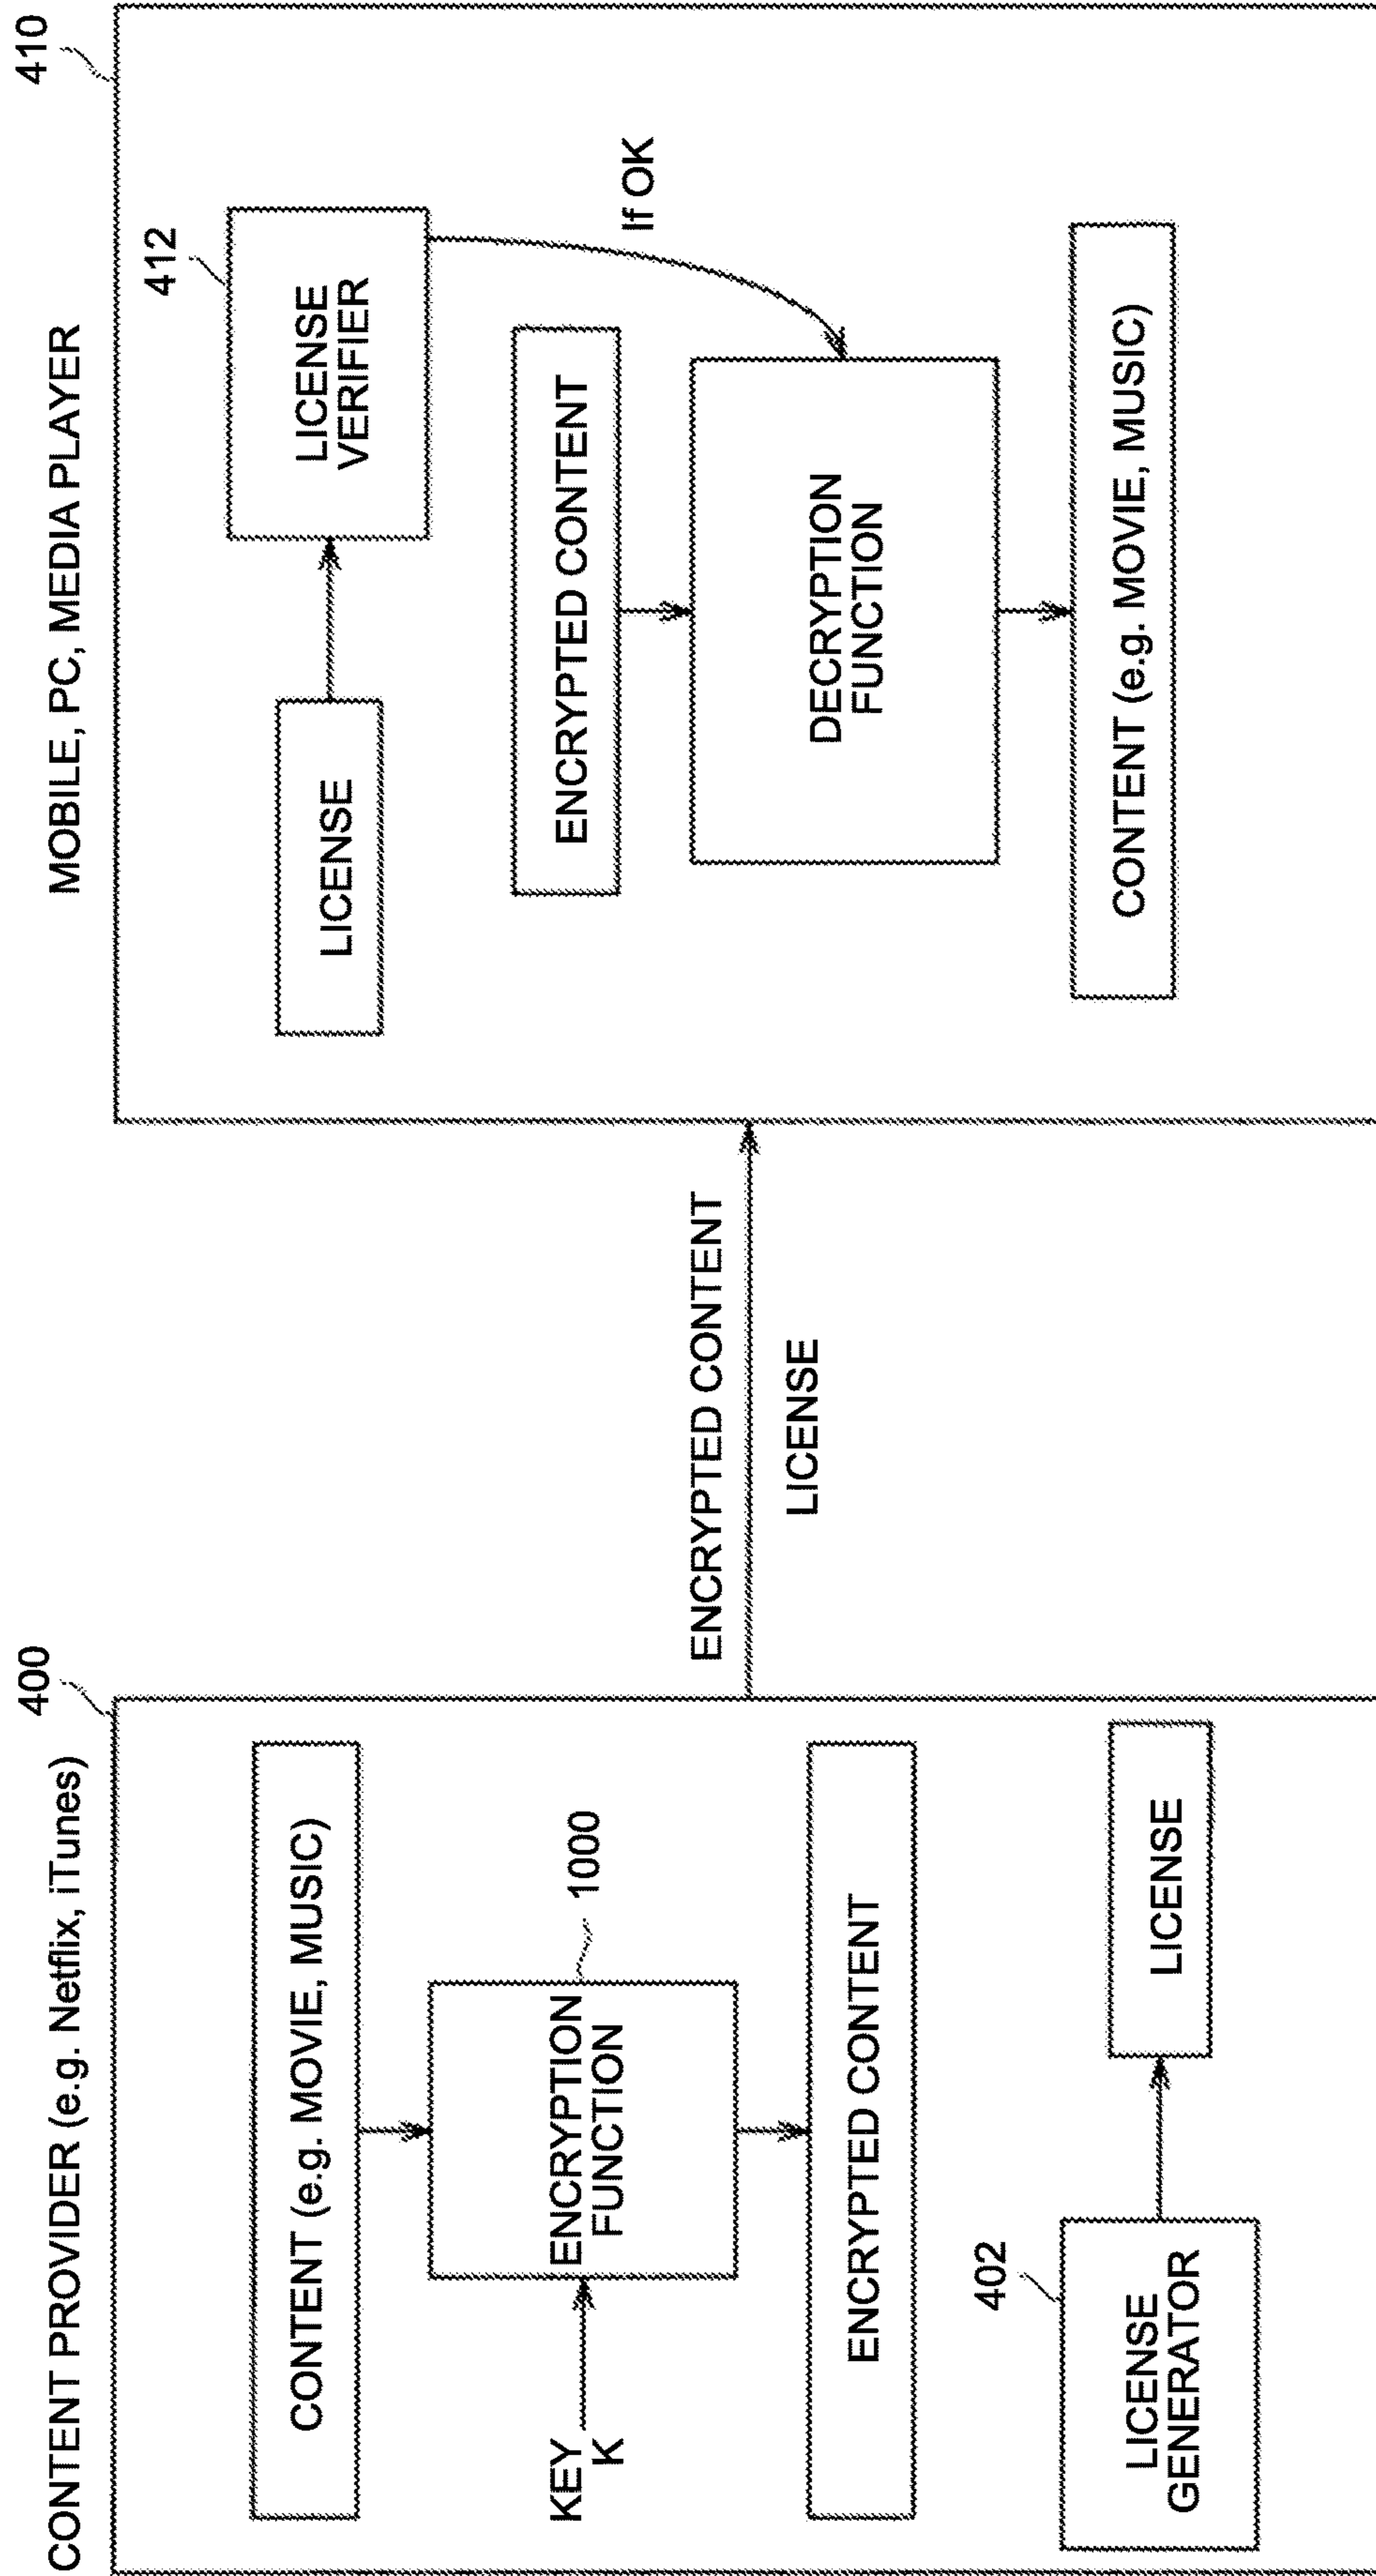 CONTENT PROVIDER (e.g. Netflix, iTunes)
400
CONTENT (e.g. MOVIE, MUSIC)
KEY
K
ENCRYPTION
FUNCTION
1000
ENCRYPTED CONTENT
402
LICENSE
GENERATOR
LICENSE
ENCRYPTED CONTENT
LICENSE
MOBILE, PC, MEDIA PLAYER
410
LICENSE
412
LICENSE
VERIFIER
If OK
ENCRYPTED CONTENT
DECRYPTION
FUNCTION
CONTENT (e.g. MOVIE, MUSIC)